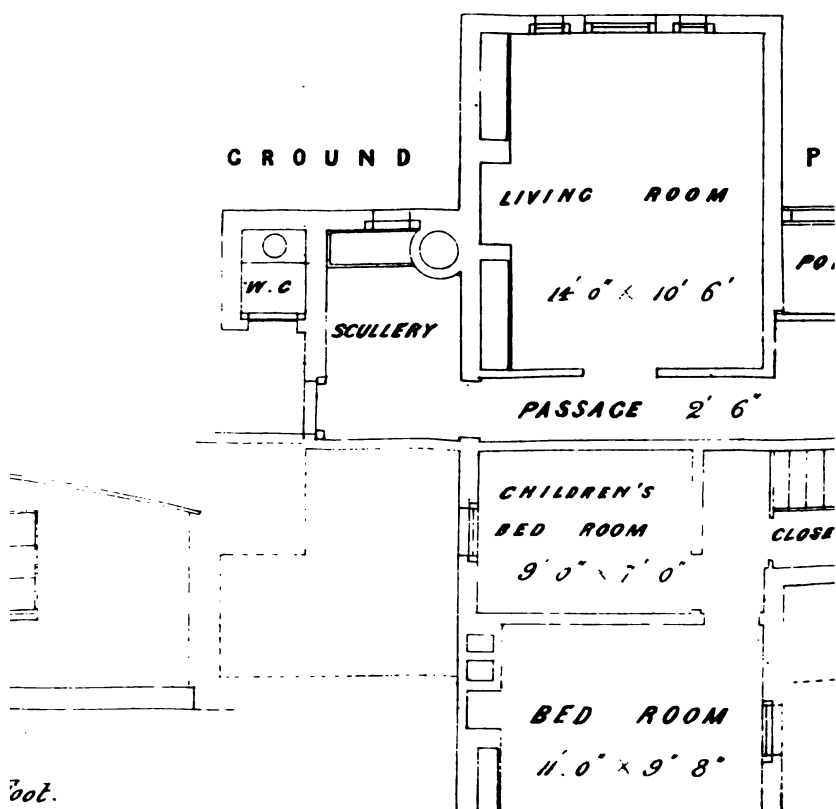 GROUND P
LIVING ROOM
14' 0" × 10' 6'
W.C
SCULLERY
PASSAGE 2' 6"
CHILDREN'S
BED ROOM
9' 0" × 7' 0"
BED ROOM
11'.0" × 9" 8"
Foot.